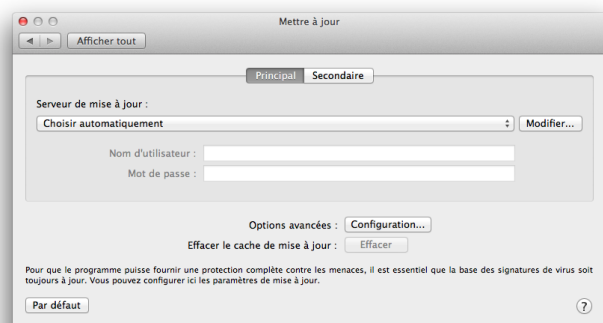 Mettre à jour
Afficher tout
Principal Secondaire
Serveur de mise à jour :
Choisir automatiquement Modifier...
Nom d'utilisateur :
Mot de passe :
Options avancées : Configuration...
Effacer le cache de mise à jour : Effacer
Pour que le programme puisse fournir une protection complète contre les menaces, il est essentiel que la base des signatures de virus soit
toujours à jour. Vous pouvez configurer ici les paramètres de mise à jour.
Par défaut ?